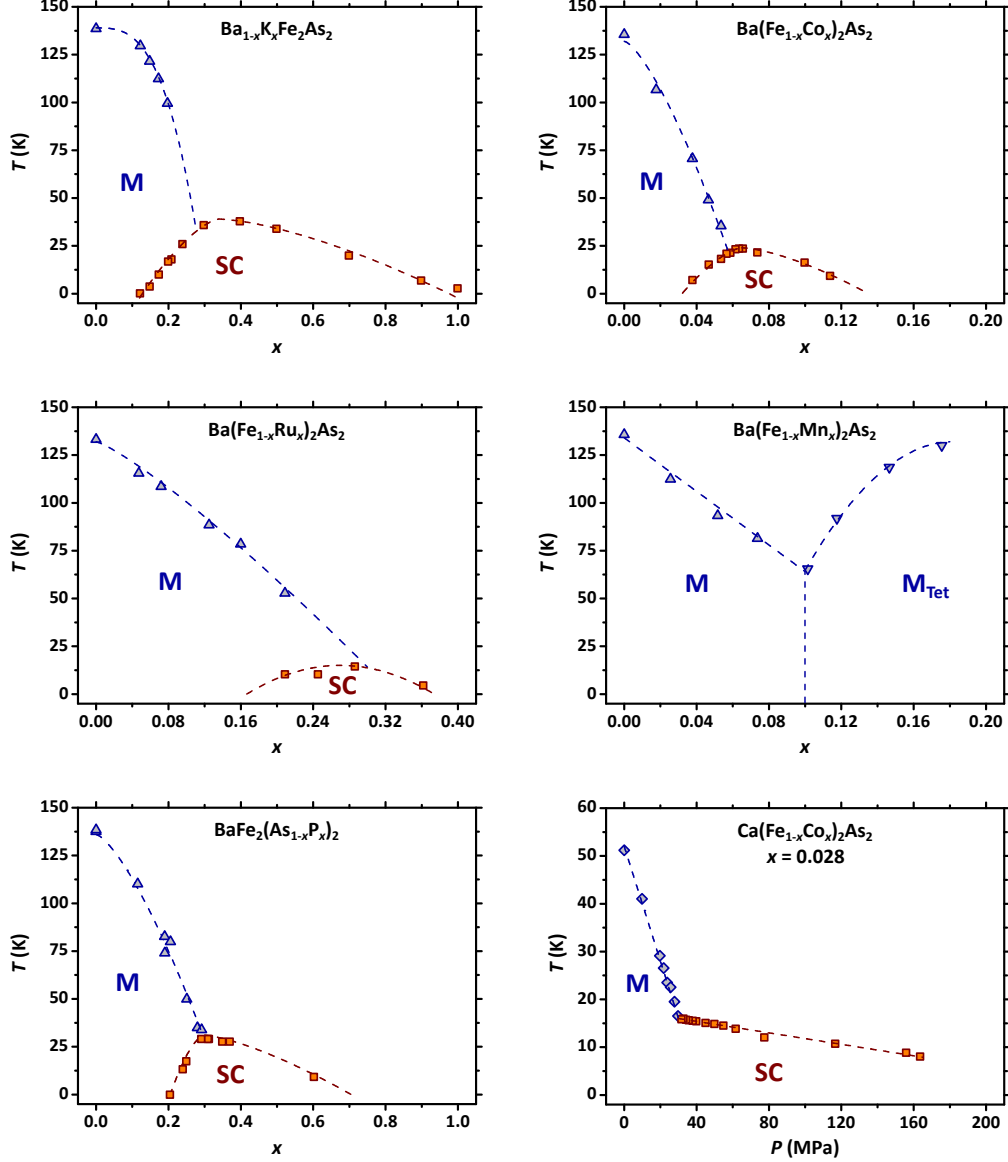 Ba1-xKxFe2As2
T (K)
150
125
100
75
50
25
0
M
SC
0.0 0.2 0.4 0.6 0.8 1.0
x
Ba(Fe1-xCox)2As2
T (K)
150
125
100
75
50
25
0
M
SC
0.00 0.04 0.08 0.12 0.16 0.20
x
Ba(Fe1-xRux)2As2
T (K)
150
125
100
75
50
25
0
M
SC
0.00 0.08 0.16 0.24 0.32 0.40
x
Ba(Fe1-xMnx)2As2
T (K)
150
125
100
75
50
25
0
M
MTet
0.00 0.04 0.08 0.12 0.16 0.20
x
BaFe2(As1-xPx)2
T (K)
150
125
100
75
50
25
0
M
SC
0.0 0.2 0.4 0.6 0.8 1.0
x
Ca(Fe1-xCox)2As2
x = 0.028
T (K)
60
50
40
30
20
10
0
M
SC
0 40 80 120 160 200
P (MPa)